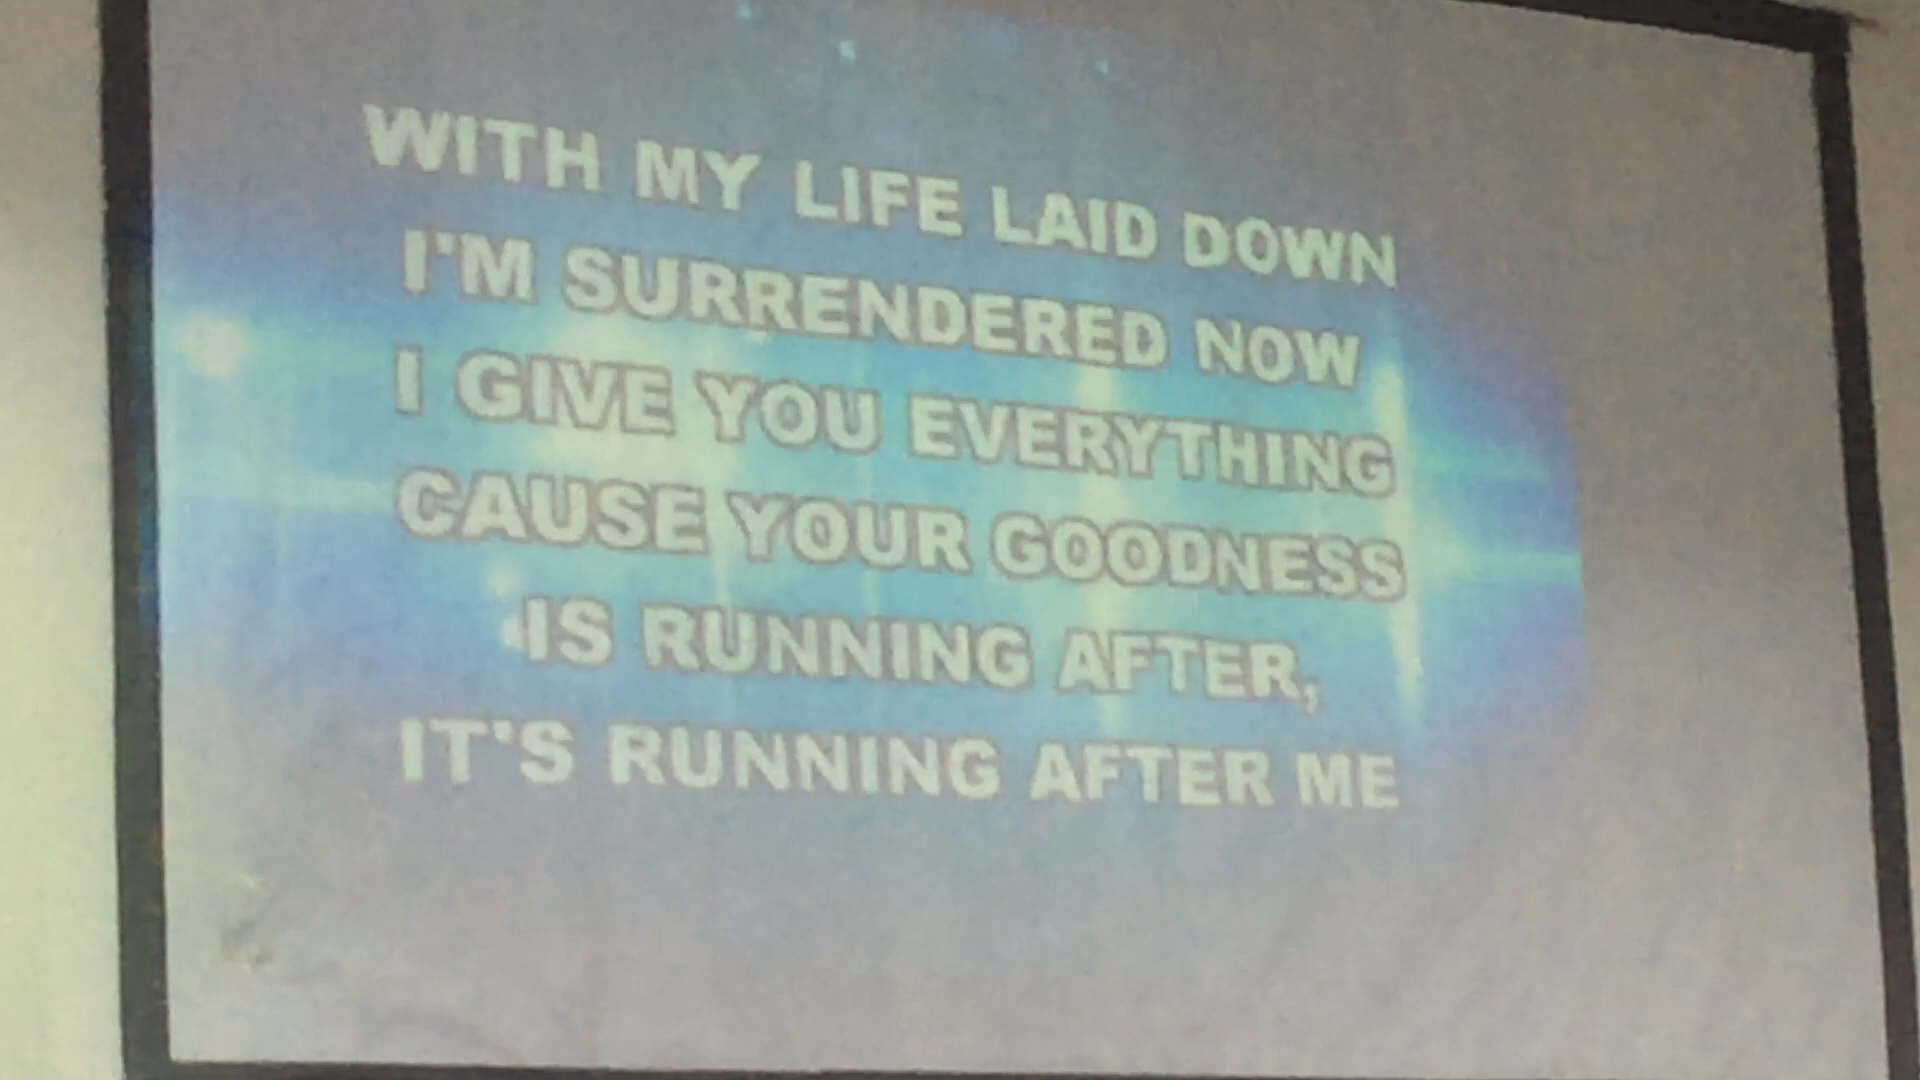 WITH MY LIFE LAID DOWN
I'M SURRENDERED NOW
I GIVE YOU EVERYTHING
CAUSE YOUR GOODNESS
IS RUNNING AFTER,
IT'S RUNNING AFTER ME